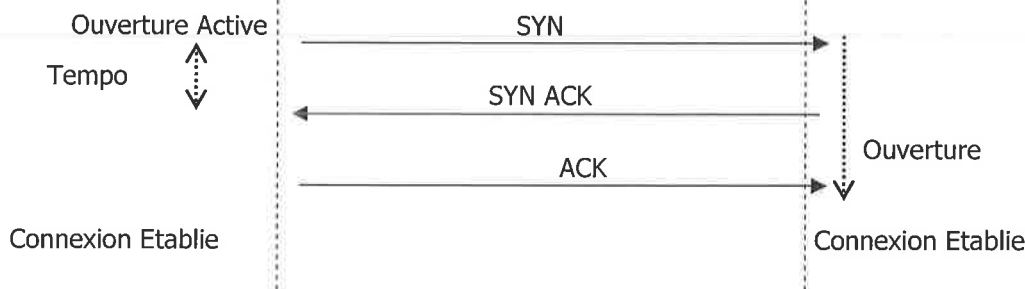 Ouverture Active
SYN
Tempo
SYN ACK
Ouverture
ACK
Connexion Etablie
Connexion Etablie